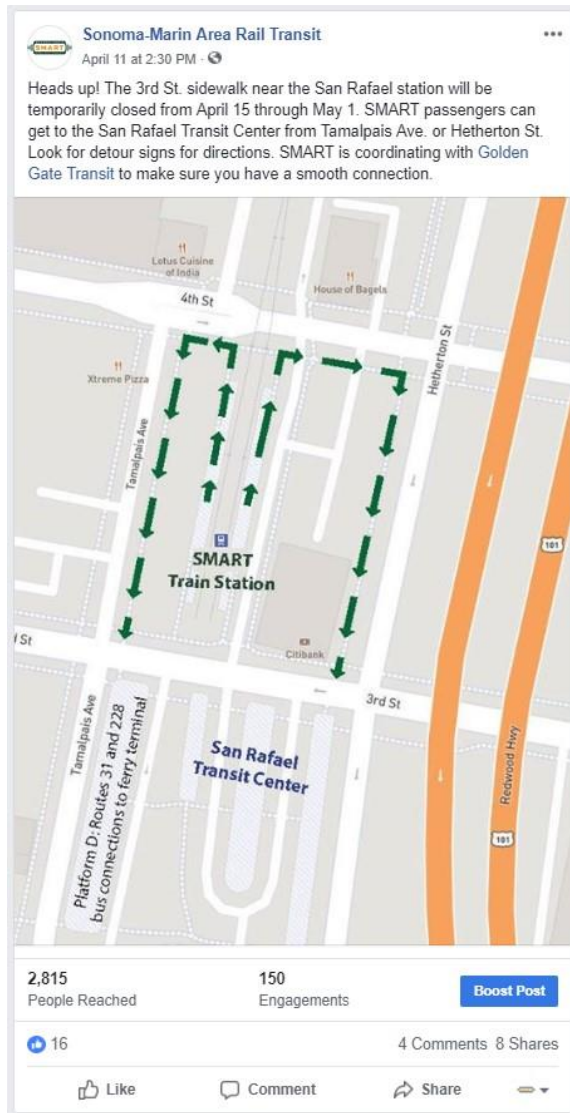 SMART
Sonoma-Marin Area Rail Transit
April 11 at 2:30 PM ·
Heads up! The 3rd St. sidewalk near the San Rafael station will be
temporarily closed from April 15 through May 1. SMART passengers can
get to the San Rafael Transit Center from Tamalpais Ave. or Hetherton St.
Look for detour signs for directions. SMART is coordinating with Golden
Gate Transit to make sure you have a smooth connection.
Lotus Cuisine
of India
House of Bagels
4th St
Hetherton St
Xtreme Pizza
Tamalpais Ave
101
SMART
Train Station
Citibank
d St
3rd St
Tamalpais Ave
Platform D: Routes 31 and 228
bus connections to ferry terminal
San Rafael
Transit Center
Redwood Hwy
101
2,815
People Reached
150
Engagements
Boost Post
16
4 Comments 8 Shares
Like
Comment
Share